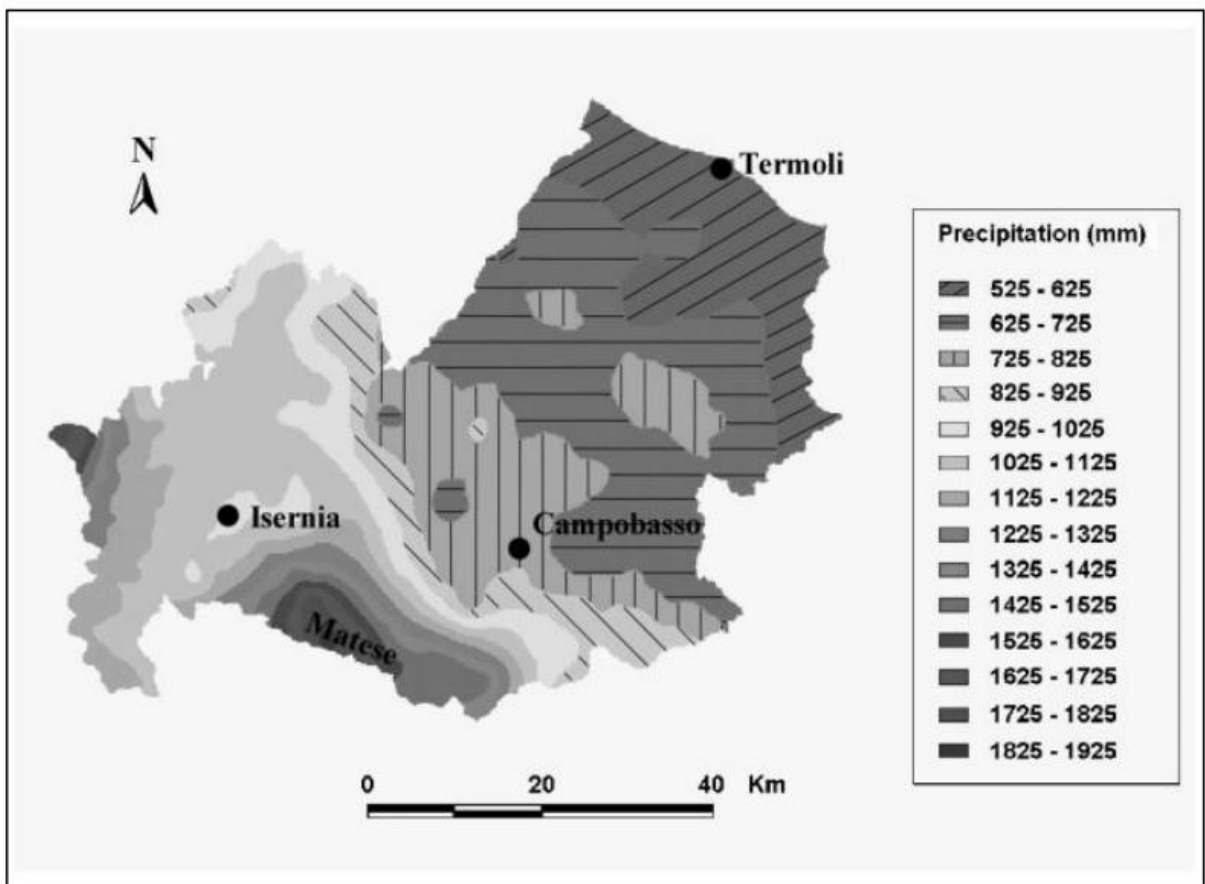 N
Termoli
Isernia
Campobasso
Matese
0 20 40 Km
Precipitation (mm)
525 - 625
625 - 725
725 - 825
825 - 925
925 - 1025
1025 - 1125
1125 - 1225
1225 - 1325
1325 - 1425
1425 - 1525
1525 - 1625
1625 - 1725
1725 - 1825
1825 - 1925